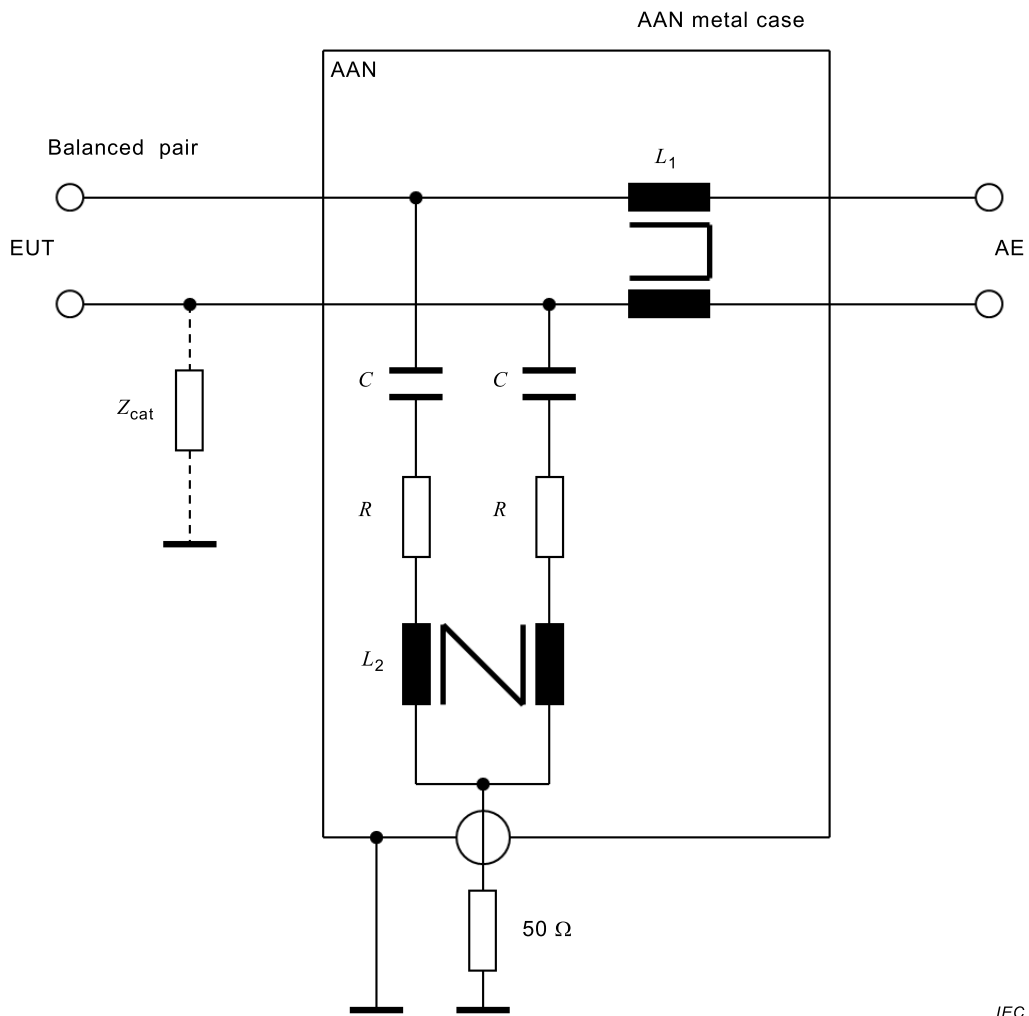 AAN metal case
AAN
Balanced pair
L1
EUT
AE
C
C
Zcat
R
R
L2
50 Ω
IEC